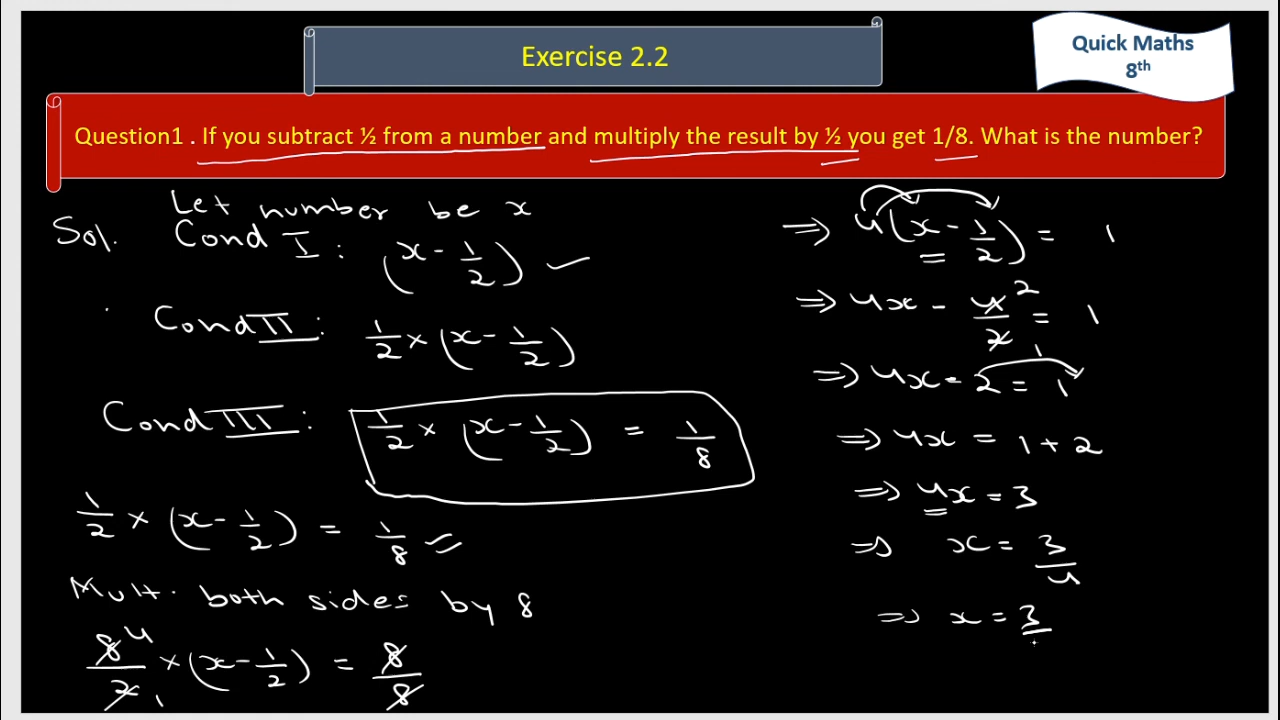 Exercise 2.2
Quick Maths
8th
Question1 . If you subtract ½ from a number and multiply the result by ½ you get 1/8. What is the number?
Let number be x
Sol.
Cond I : (x - 1/2) ✓
Cond II : 1/2 × (x - 1/2)
Cond III : 1/2 × (x - 1/2) = 1/8
1/2 × (x - 1/2) = 1/8
Mult. both sides by 8
8 4/2 1 × (x - 1/2) = 8/8
=> 4(x - 1/2) = 1
=> 4x - 4 2/2 1 = 1
=> 4x - 2 = 1
=> 4x = 1 + 2
=> 4x = 3
=> x = 3/4
=> x = 3